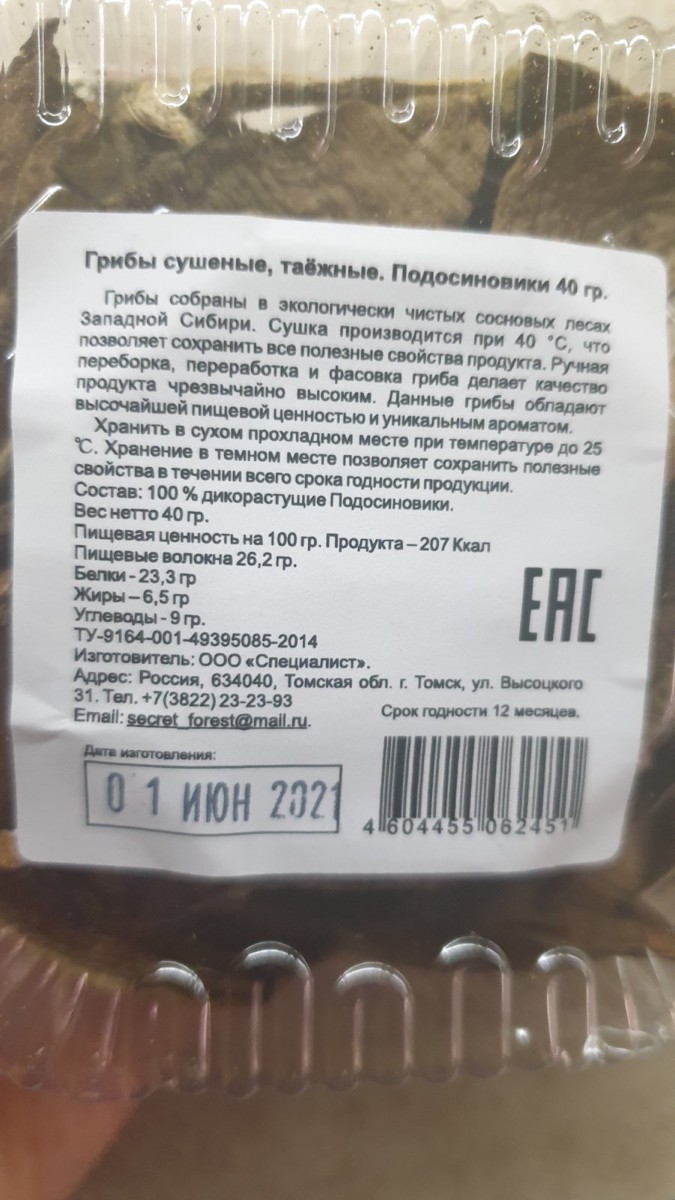 Грибы сушеные, таёжные. Подосиновики 40 гр.
Грибы собраны в экологически чистых сосновых лесах
Западной Сибири. Сушка производится при 40 °С, что
позволяет сохранить все полезные свойства продукта. Ручная
переборка, переработка и фасовка гриба делает качество
продукта чрезвычайно высоким. Данные грибы обладают
высочайшей пищевой ценностью и уникальным ароматом.
Хранить в сухом прохладном месте при температуре до 25
°С. Хранение в темном месте позволяет сохранить полезные
свойства в течении всего срока годности продукции.
Состав: 100 % дикорастущие Подосиновики.
Вес нетто 40 гр.
Пищевая ценность на 100 гр. Продукта – 207 Ккал
Пищевые волокна 26,2 гр.
Белки - 23,3 гр
Жиры – 6,5 гр
Углеводы - 9 гр.
ТУ-9164-001-49395085-2014
EAC
Изготовитель: ООО «Специалист».
Адрес: Россия, 634040, Томская обл. г. Томск, ул. Высоцкого
31. Тел. +7(3822) 23-23-93
Email: secret_forest@mail.ru.
Срок годности 12 месяцев.
Дата изготовления:
01 ИЮН 2021
4 604455 062451